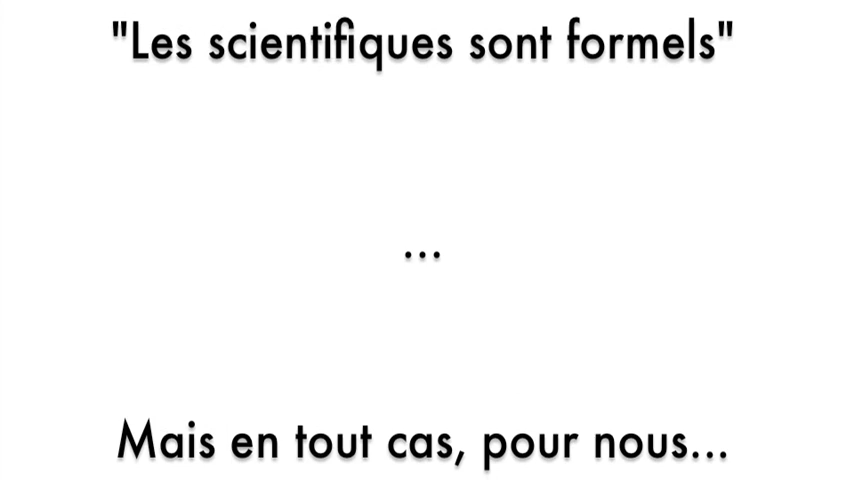 "Les scientifiques sont formels"
...
Mais en tout cas, pour nous...